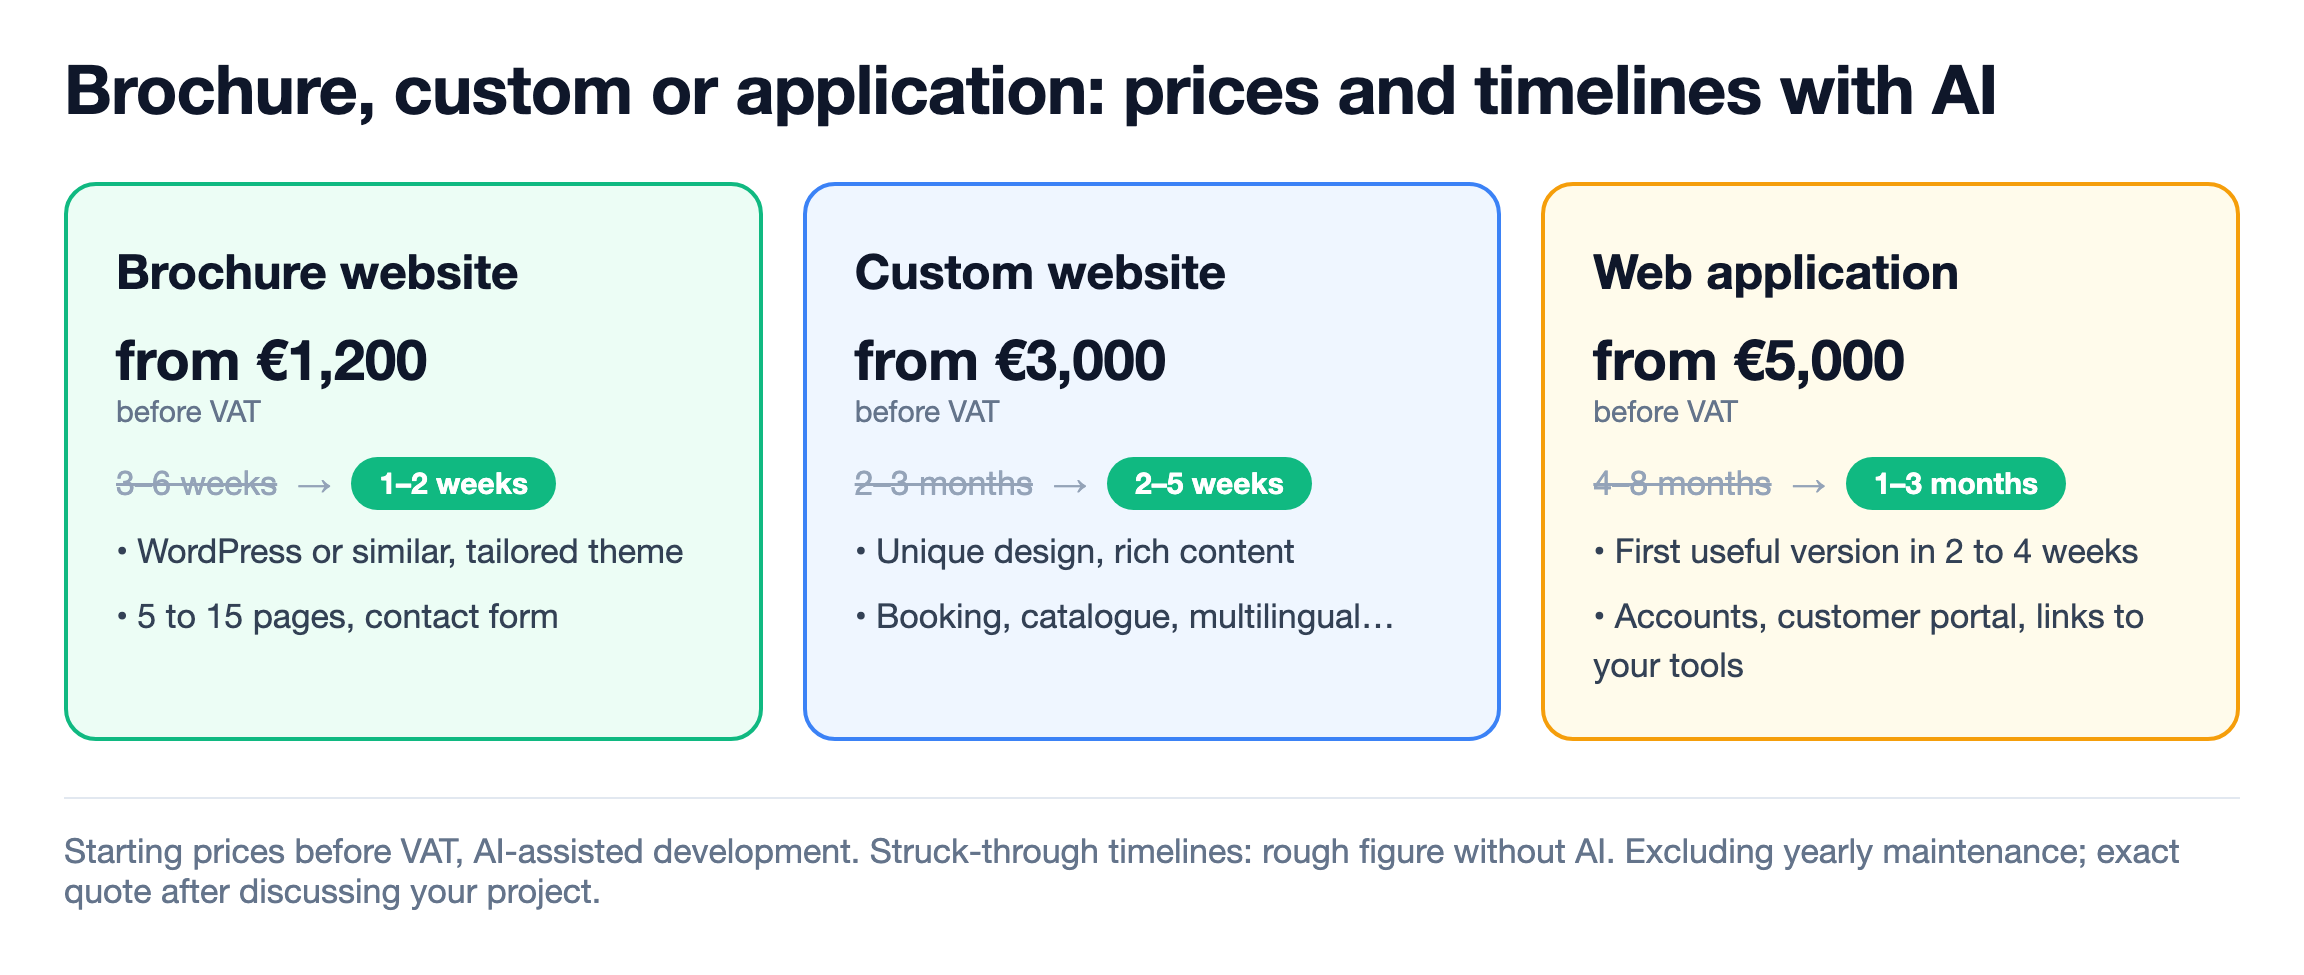 Brochure, custom or application: prices and timelines with AI
Brochure website
from €1,200
before VAT
3–6 weeks → 1–2 weeks
• WordPress or similar, tailored theme
• 5 to 15 pages, contact form
Custom website
from €3,000
before VAT
2–3 months → 2–5 weeks
• Unique design, rich content
• Booking, catalogue, multilingual…
Web application
from €5,000
before VAT
4–8 months → 1–3 months
• First useful version in 2 to 4 weeks
• Accounts, customer portal, links to
your tools
Starting prices before VAT, AI-assisted development. Struck-through timelines: rough figure without AI. Excluding yearly maintenance; exact
quote after discussing your project.